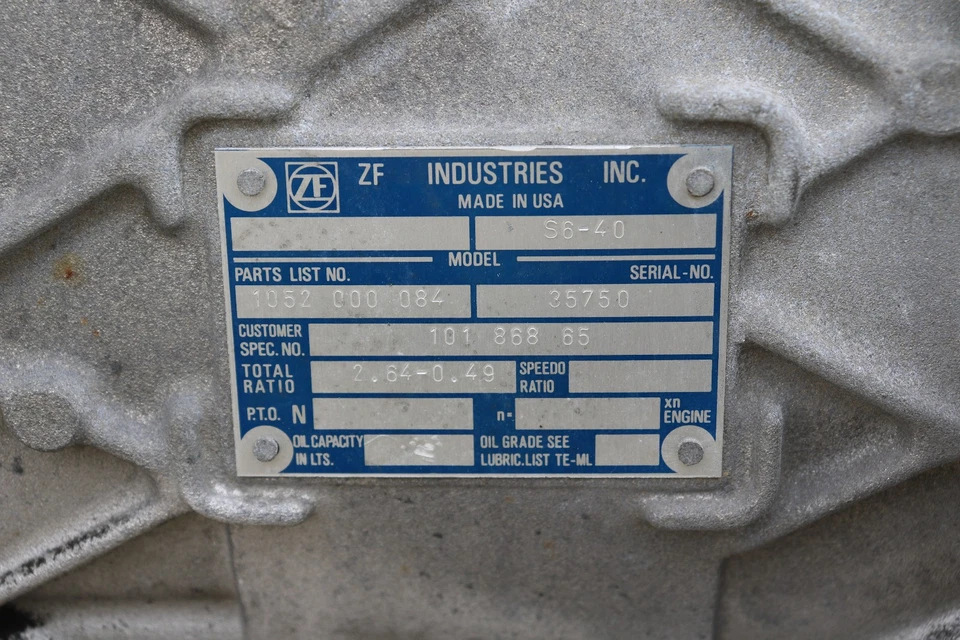 ZF ZF INDUSTRIES INC.
MADE IN USA
S6-40
MODEL
PARTS LIST NO. SERIAL-NO.
1052 000 084 35750
CUSTOMER SPEC. NO. 101 868 65
TOTAL RATIO 2.64-0.49 SPEEDO RATIO
P.T.O. N n= xn ENGINE
OIL CAPACITY IN LTS. OIL GRADE SEE LUBRIC.LIST TE-ML